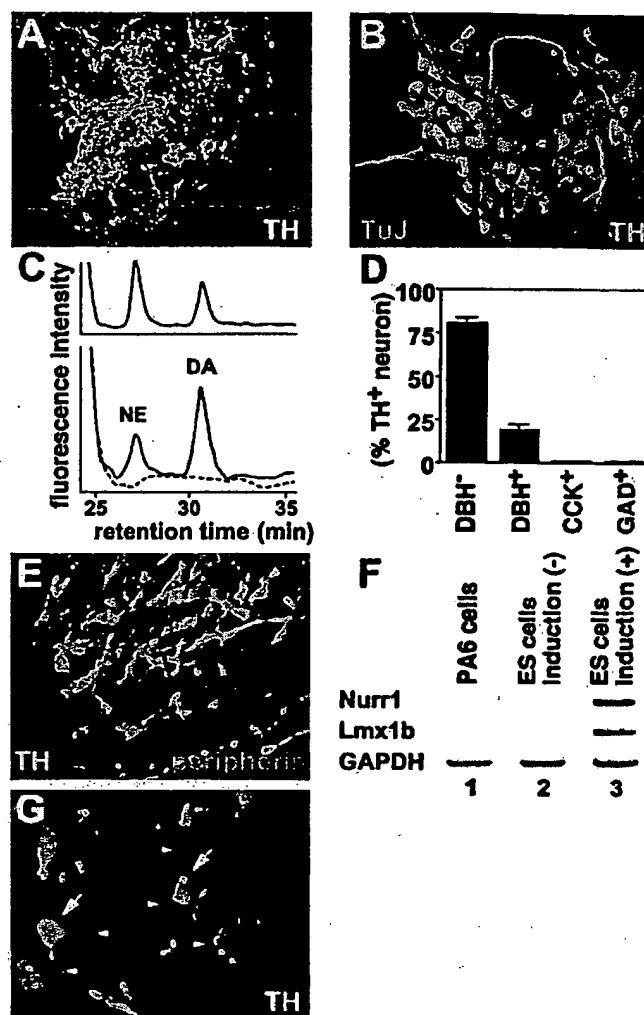 A
TH
B
TuJ TH
C
fluorescence intensity
NE
DA
25 30 35
retention time (min)
D
(% TH+ neuron)
100
75
50
25
0
DBH-
DBH+
CCK+
GAD+
E
TH peripherin
F
PA6 cells
ES cells
Induction (-)
ES cells
Induction (+)
Nurr1
Lmx1b
GAPDH
1 2 3
G
TH